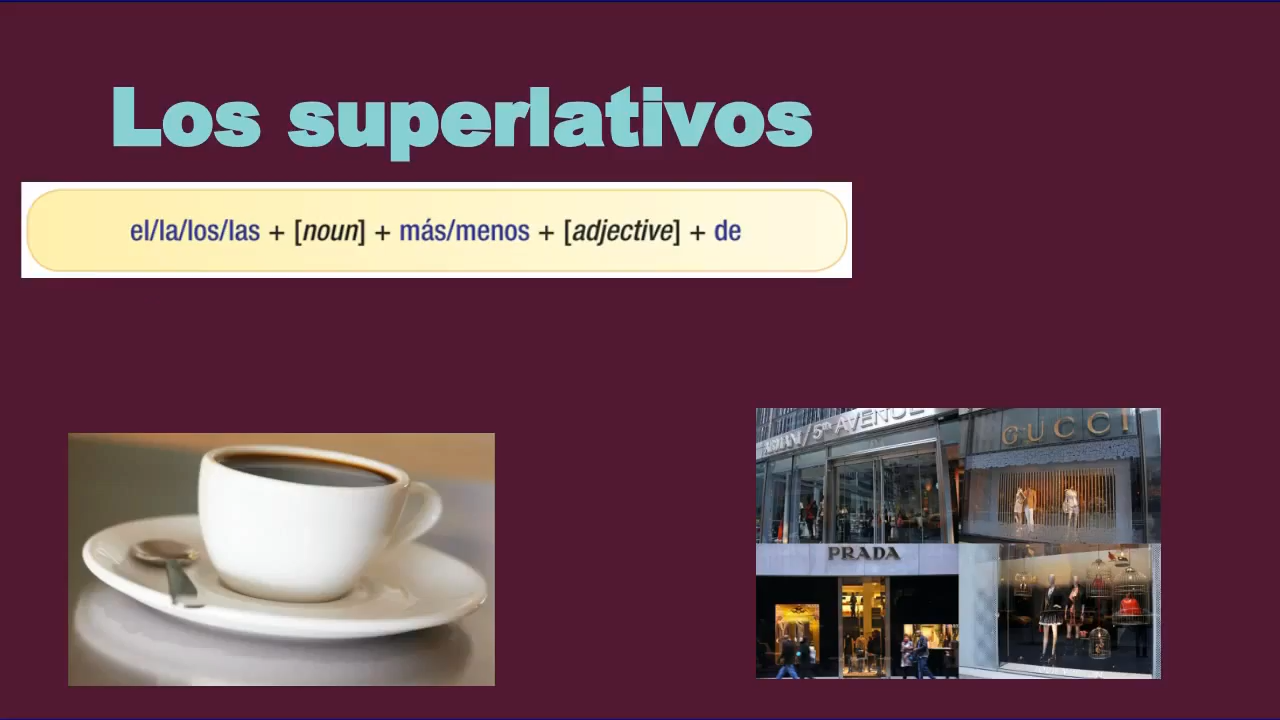 Los superlativos
el/la/los/las + [noun] + más/menos + [adjective] + de
/5th AVENUE
GUCCI
PRADA